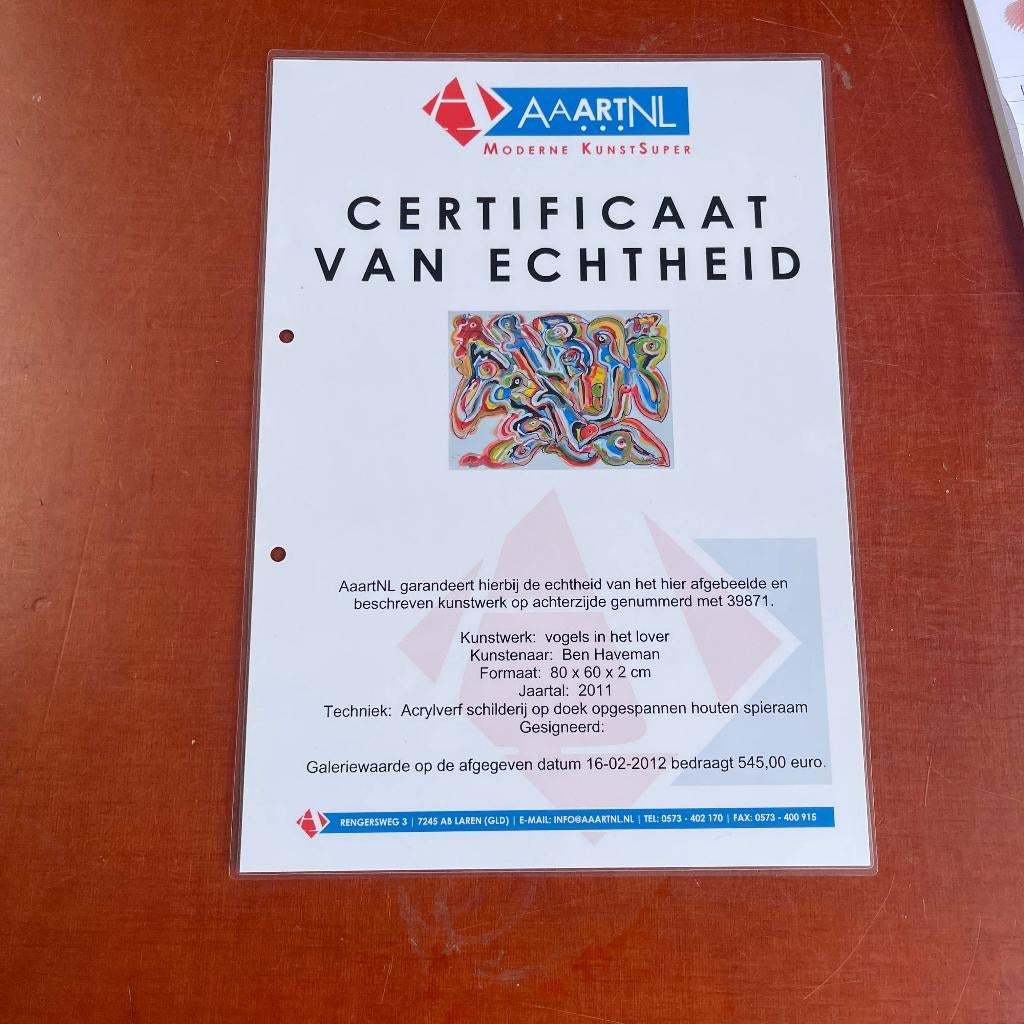 AAARTNL
MODERNE KUNSTSUPER
CERTIFICAAT
VAN ECHTHEID
AaartNL garandeert hierbij de echtheid van het hier afgebeelde en
beschreven kunstwerk op achterzijde genummerd met 39871.
Kunstwerk: vogels in het lover
Kunstenaar: Ben Haveman
Formaat: 80 x 60 x 2 cm
Jaartal: 2011
Techniek: Acrylverf schilderij op doek opgespannen houten spieraam
Gesigneerd:
Galeriewaarde op de afgegeven datum 16-02-2012 bedraagt 545,00 euro.
RENGERSWEG 3 | 7245 AB LAREN (GLD) | E-MAIL: INFO@AAARTNL.NL | TEL: 0573 - 402 170 | FAX: 0573 - 400 915